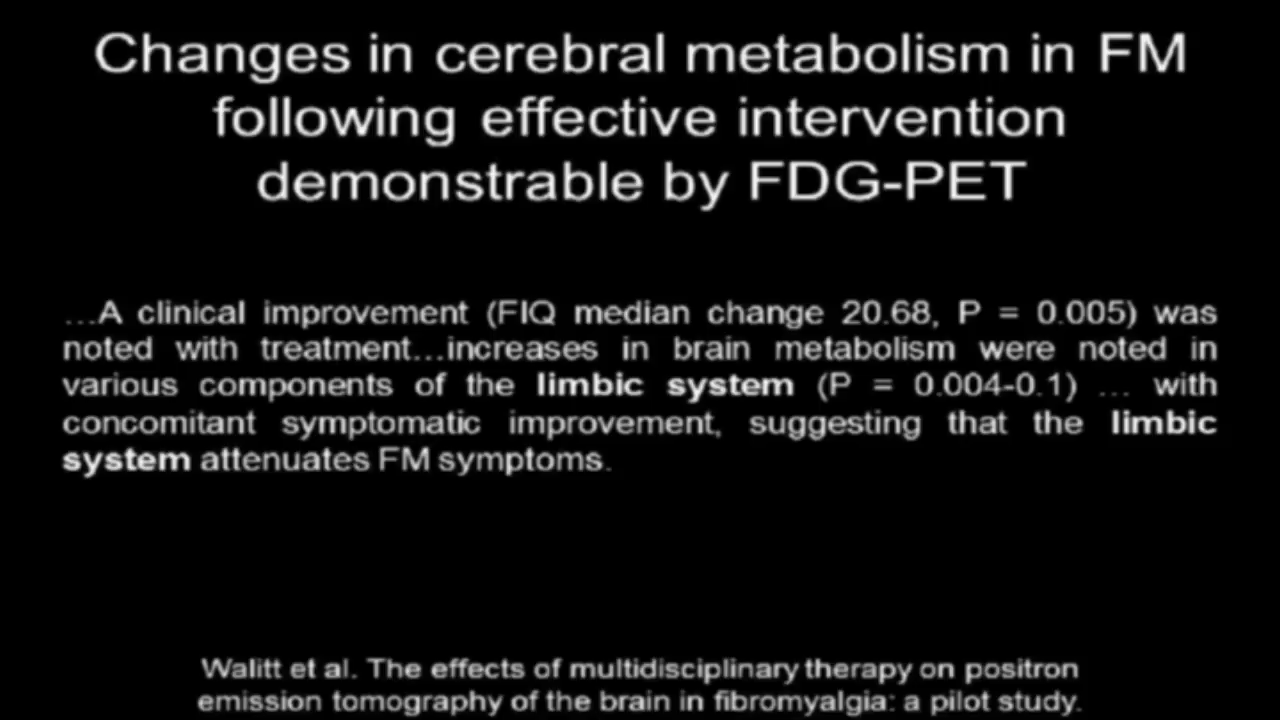 Changes in cerebral metabolism in FM
following effective intervention
demonstrable by FDG-PET
...A clinical improvement (FIQ median change 20.68, P = 0.005) was
noted with treatment...increases in brain metabolism were noted in
various components of the limbic system (P = 0.004-0.1) ... with
concomitant symptomatic improvement, suggesting that the limbic
system attenuates FM symptoms.
Walitt et al. The effects of multidisciplinary therapy on positron
emission tomography of the brain in fibromyalgia: a pilot study.